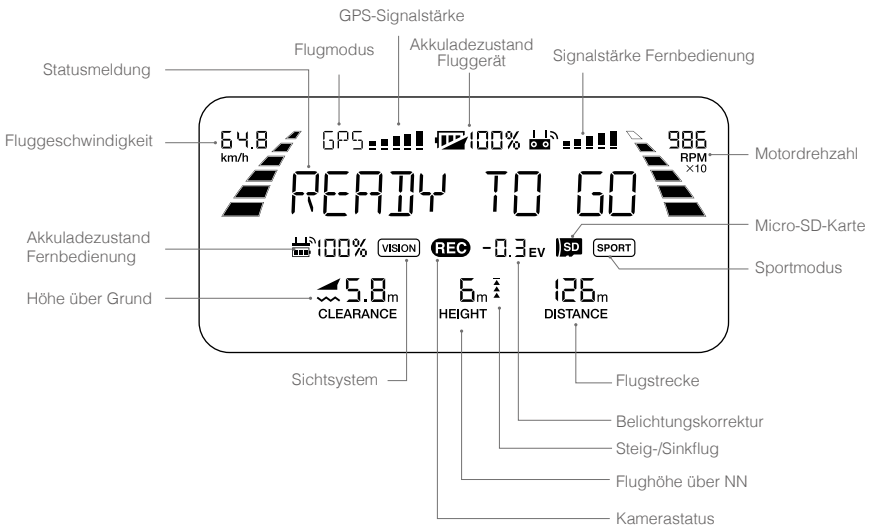 GPS-Signalstärke
Flugmodus
Akkuladezustand
Fluggerät
Signalstärke Fernbedienung
Statusmeldung
Fluggeschwindigkeit
64.8
km/h
GPS
100%
986
RPM
×10
Motordrehzahl
READY TO GO
Micro-SD-Karte
Akkuladezustand
Fernbedienung
100%
VISION
REC
-0.3 EV
SD
SPORT
Sportmodus
Höhe über Grund
5.8m
CLEARANCE
6m
HEIGHT
126m
DISTANCE
Sichtsystem
Flugstrecke
Belichtungskorrektur
Steig-/Sinkflug
Flughöhe über NN
Kamerastatus